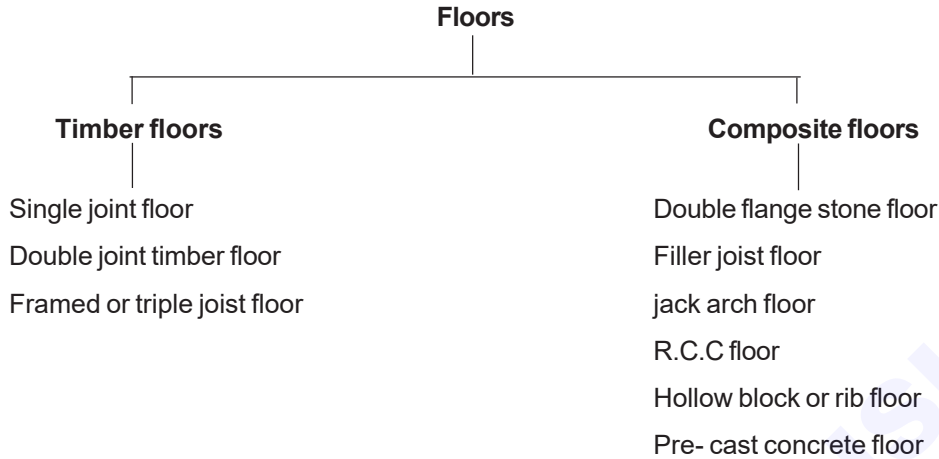 Floors
Timber floors
Single joint floor
Double joint timber floor
Framed or triple joist floor
Composite floors
Double flange stone floor
Filler joist floor
jack arch floor
R.C.C floor
Hollow block or rib floor
Pre- cast concrete floor